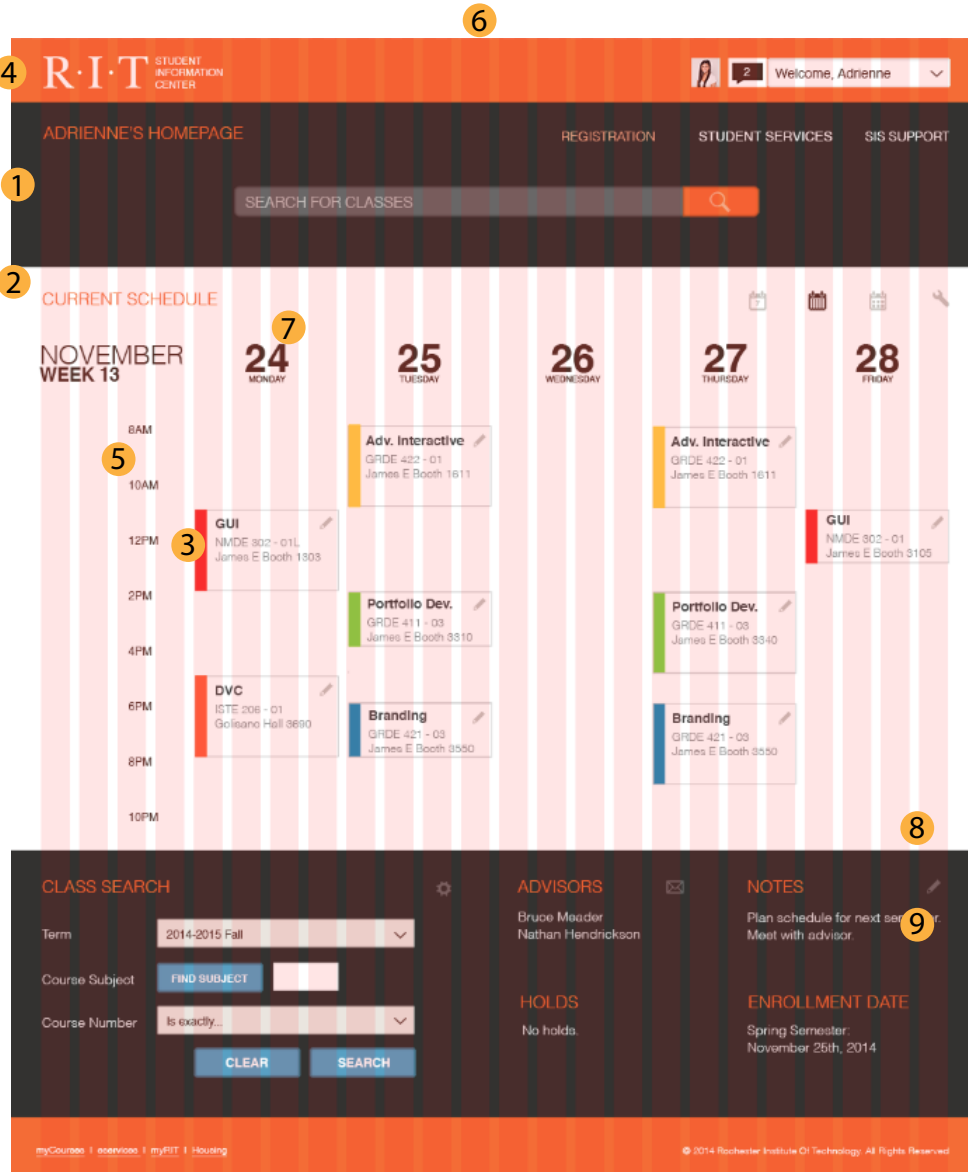 6
4
R·I·T STUDENT
INFORMATION
CENTER
2
Welcome, Adrienne
ADRIENNE'S HOMEPAGE
REGISTRATION
STUDENT SERVICES
SIS SUPPORT
1
SEARCH FOR CLASSES
2
CURRENT SCHEDULE
7
7
NOVEMBER
WEEK 13
24
MONDAY
25
TUESDAY
26
WEDNESDAY
27
THURSDAY
28
FRIDAY
8AM
5
10AM
12PM
2PM
4PM
6PM
8PM
10PM
3
GUI
NMDE 302 - 01L
James E Booth 1303
DVC
ISTE 206 - 01
Golisano Hall 3690
Adv. Interactive
GRDE 422 - 01
James E Booth 1611
Portfolio Dev.
GRDE 411 - 03
James E Booth 3310
Branding
GRDE 421 - 03
James E Booth 3550
Adv. Interactive
GRDE 422 - 01
James E Booth 1611
Portfolio Dev.
GRDE 411 - 03
James E Booth 3340
Branding
GRDE 421 - 03
James E Booth 3550
GUI
NMDE 302 - 01
James E Booth 3105
8
CLASS SEARCH
Term
2014-2015 Fall
Course Subject
FIND SUBJECT
Course Number
Is exactly...
CLEAR
SEARCH
ADVISORS
Bruce Meader
Nathan Hendrickson
HOLDS
No holds.
NOTES
Plan schedule for next
9
Meet with advisor.
ENROLLMENT DATE
Spring Semester:
November 25th, 2014
myCourses | eservices | myRIT | Housing
© 2014 Rochester Institute Of Technology. All Rights Reserved